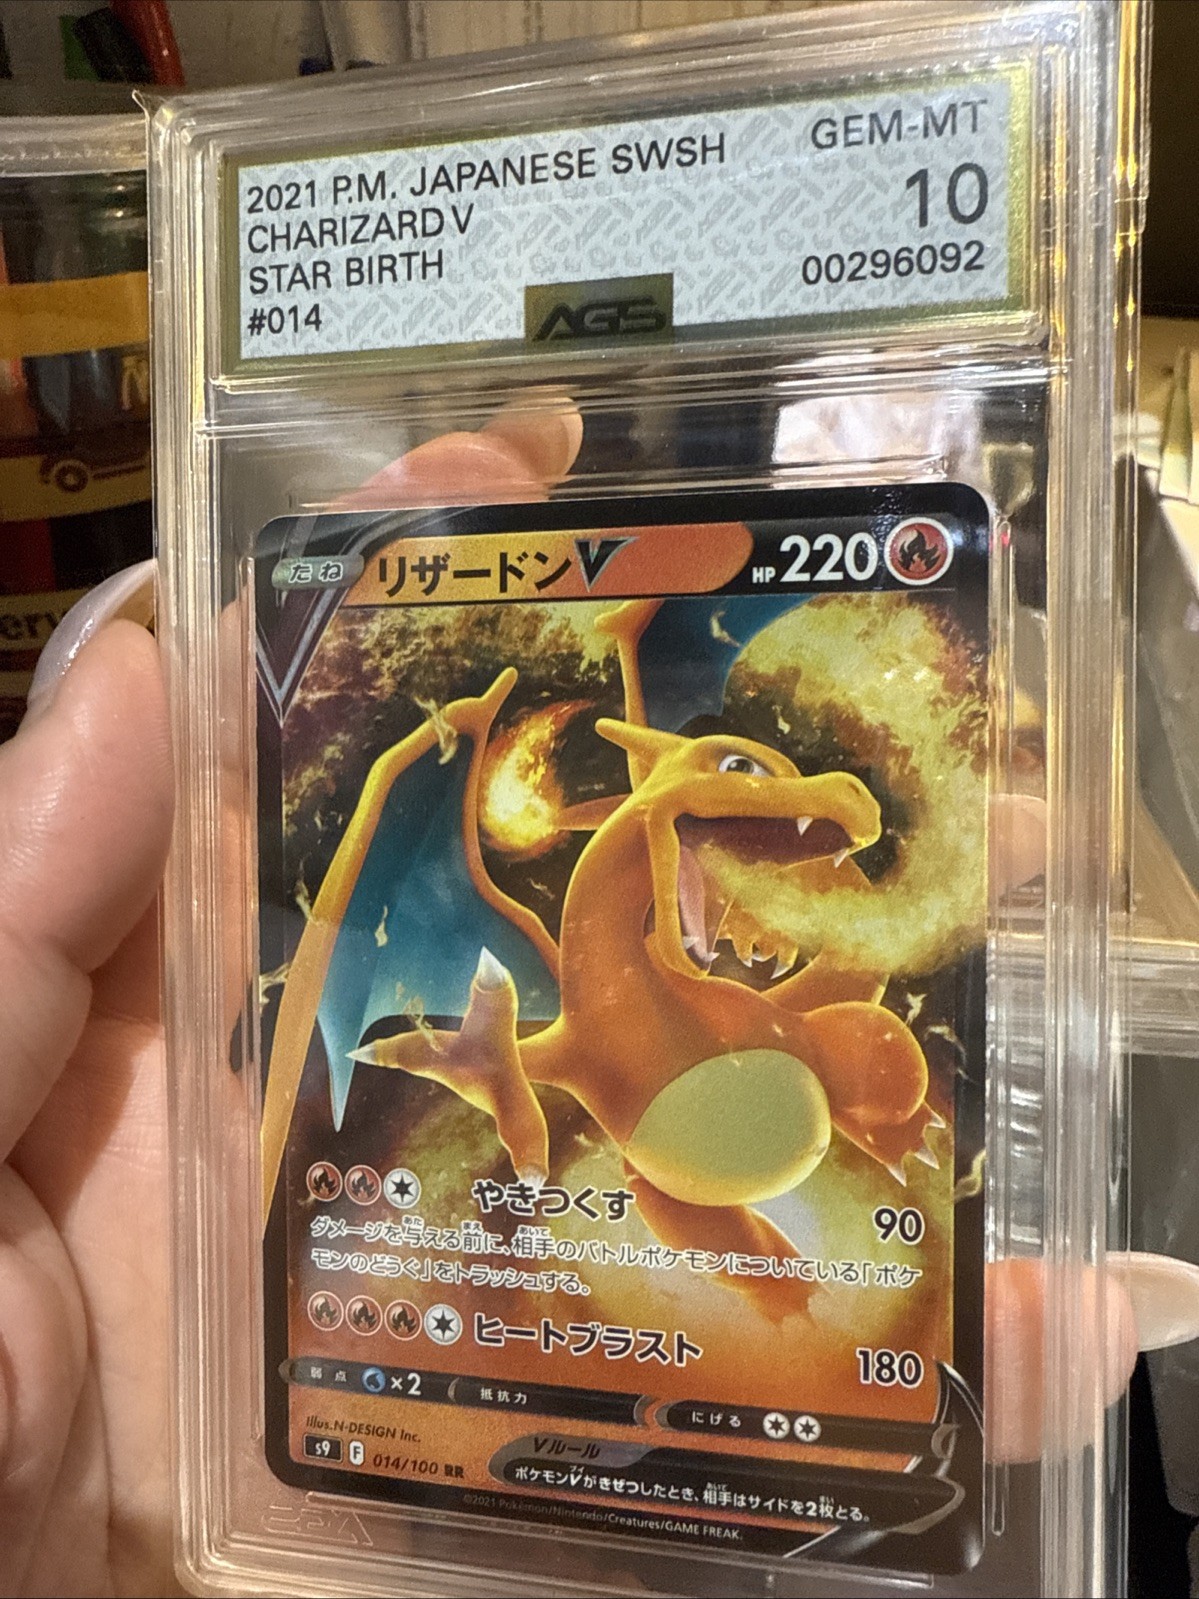 2021 P.M. JAPANESE SWSH
CHARIZARD V
STAR BIRTH
#014
GEM-MT
10
00296092
AGS
たね リザードンV HP 220
やきつくす 90
ダメージを与える前に、相手のバトルポケモンについている「ポケ
モンのどうぐ」をトラッシュする。
ヒートブラスト 180
弱点 ×2 抵抗力 にげる
Illus. N-DESIGN Inc.
s9 F 014/100 RR
Vルール
ポケモンVがきぜつしたとき、相手はサイドを2枚とる。
©2021 Pokémon/Nintendo/Creatures/GAME FREAK.